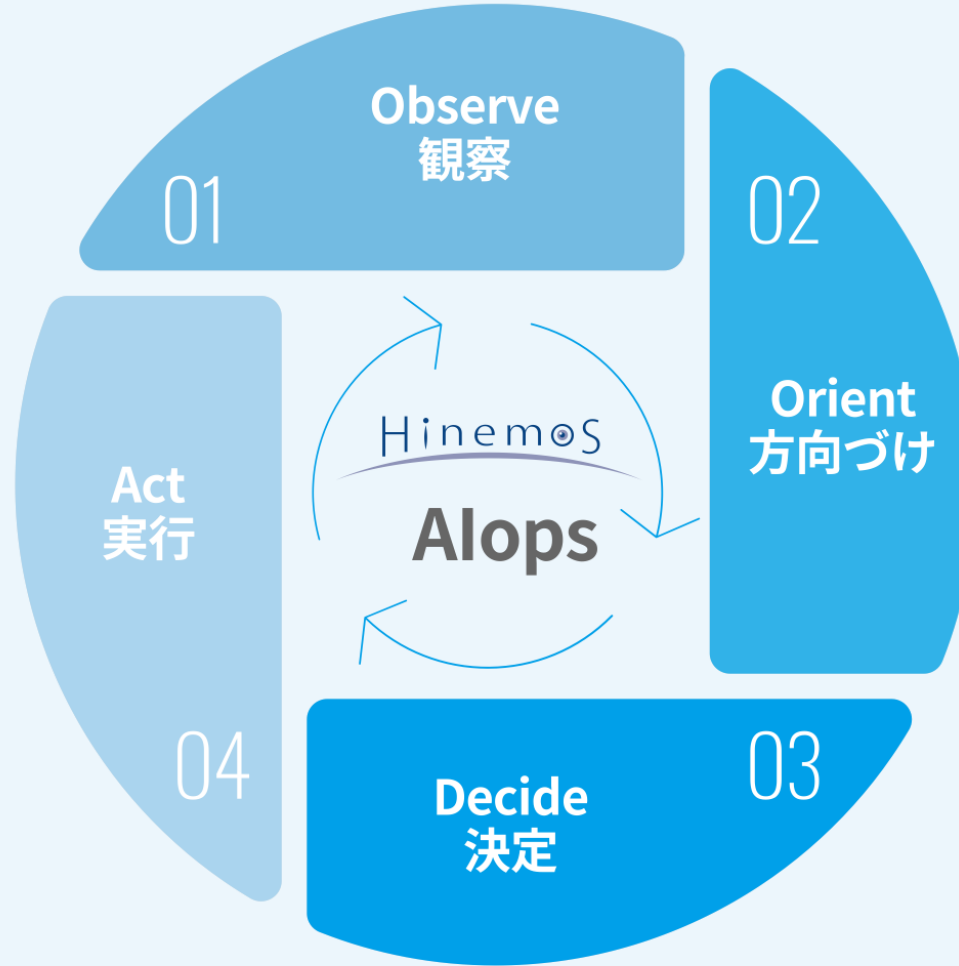 Observe
観察
01
02
Orient
方向づけ
Hinemos
AIops
Act
実行
04
03
Decide
決定